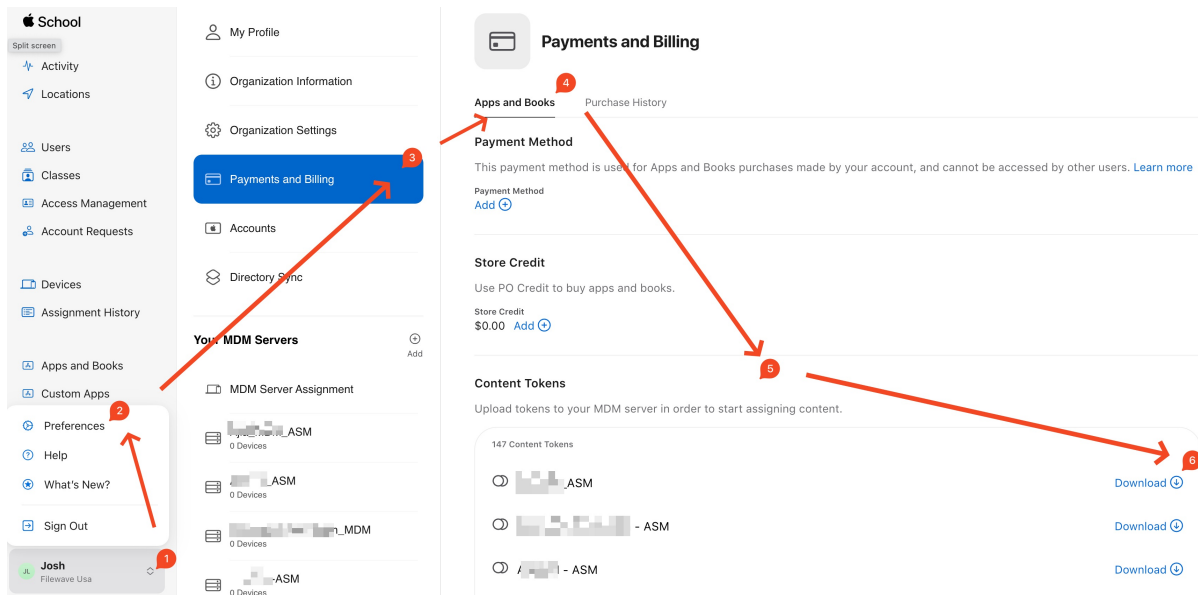 School
Split screen
Activity
Locations
Users
Classes
Access Management
Account Requests
Devices
Assignment History
Apps and Books
Custom Apps
2
Preferences
Help
What's New?
Sign Out
1
JL
Josh
Filewave Usa
My Profile
Organization Information
Organization Settings
3
Payments and Billing
Accounts
Directory Sync
Your MDM Servers
Add
MDM Server Assignment
_ASM
0 Devices
_ASM
0 Devices
_MDM
0 Devices
-ASM
0 Devices
Payments and Billing
4
Apps and Books Purchase History
Payment Method
This payment method is used for Apps and Books purchases made by your account, and cannot be accessed by other users. Learn more
Payment Method
Add
Store Credit
Use PO Credit to buy apps and books.
Store Credit
$0.00 Add
5
Content Tokens
Upload tokens to your MDM server in order to start assigning content.
147 Content Tokens
6
_ASM Download
- ASM Download
- ASM Download